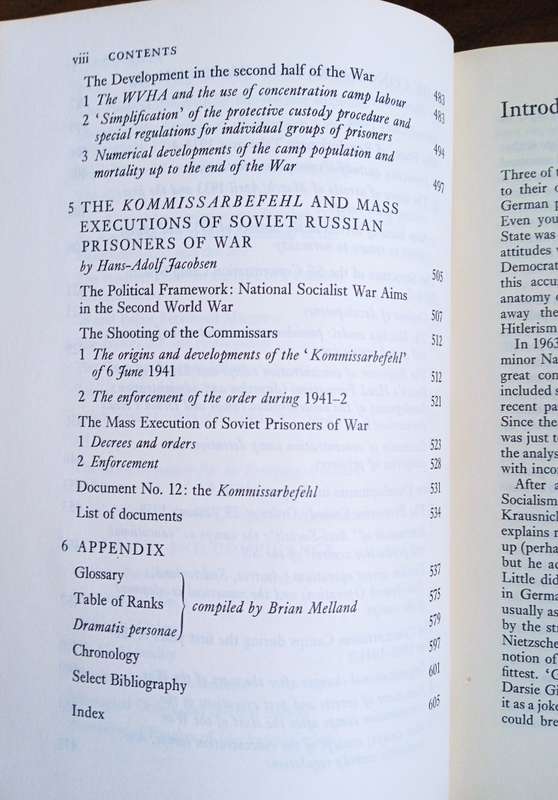 viii CONTENTS
The Development in the second half of the War 483
1 The WVHA and the use of concentration camp labour 483
2 ‘Simplification’ of the protective custody procedure and
special regulations for individual groups of prisoners 494
3 Numerical developments of the camp population and
mortality up to the end of the War 497
5 THE KOMMISSARBEFEHL AND MASS
EXECUTIONS OF SOVIET RUSSIAN
PRISONERS OF WAR
by Hans-Adolf Jacobsen 505
The Political Framework: National Socialist War Aims
in the Second World War 507
The Shooting of the Commissars 512
1 The origins and developments of the ‘Kommissarbefehl’
of 6 June 1941 512
2 The enforcement of the order during 1941–2 521
The Mass Execution of Soviet Prisoners of War
1 Decrees and orders 523
2 Enforcement 528
Document No. 12: the Kommissarbefehl 531
List of documents 534
6 APPENDIX
Glossary 537
Table of Ranks 575
compiled by Brian Melland
Dramatis personae 579
Chronology 597
Select Bibliography 601
Index 605
Introd
Three of t
to their o
German p
Even you
State was
attitudes v
Democrat
this accu
anatomy o
away the
Hitlerism
In 1963
minor Na
great con
included s
recent pa
Since the
was just t
the analys
with incor
After a
Socialism
Krausnick
explains r
up (perha
but he ac
Little did
in Germa
usually as
by the str
Nietzsche
notion of
fittest. ‘G
Darsie Gi
it as a joke
could bre